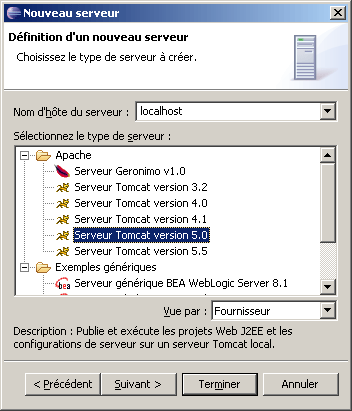 Nouveau serveur
Définition d'un nouveau serveur
Choisissez le type de serveur à créer.
Nom d'hôte du serveur : localhost
Sélectionnez le type de serveur :
Apache
Serveur Geronimo v1.0
Serveur Tomcat version 3.2
Serveur Tomcat version 4.0
Serveur Tomcat version 4.1
Serveur Tomcat version 5.0
Serveur Tomcat version 5.5
Exemples génériques
bea Serveur générique BEA WebLogic Server 8.1
Vue par : Fournisseur
Description : Publie et exécute les projets Web J2EE et les
configurations de serveur sur un serveur Tomcat local.
< Précédent Suivant > Terminer Annuler